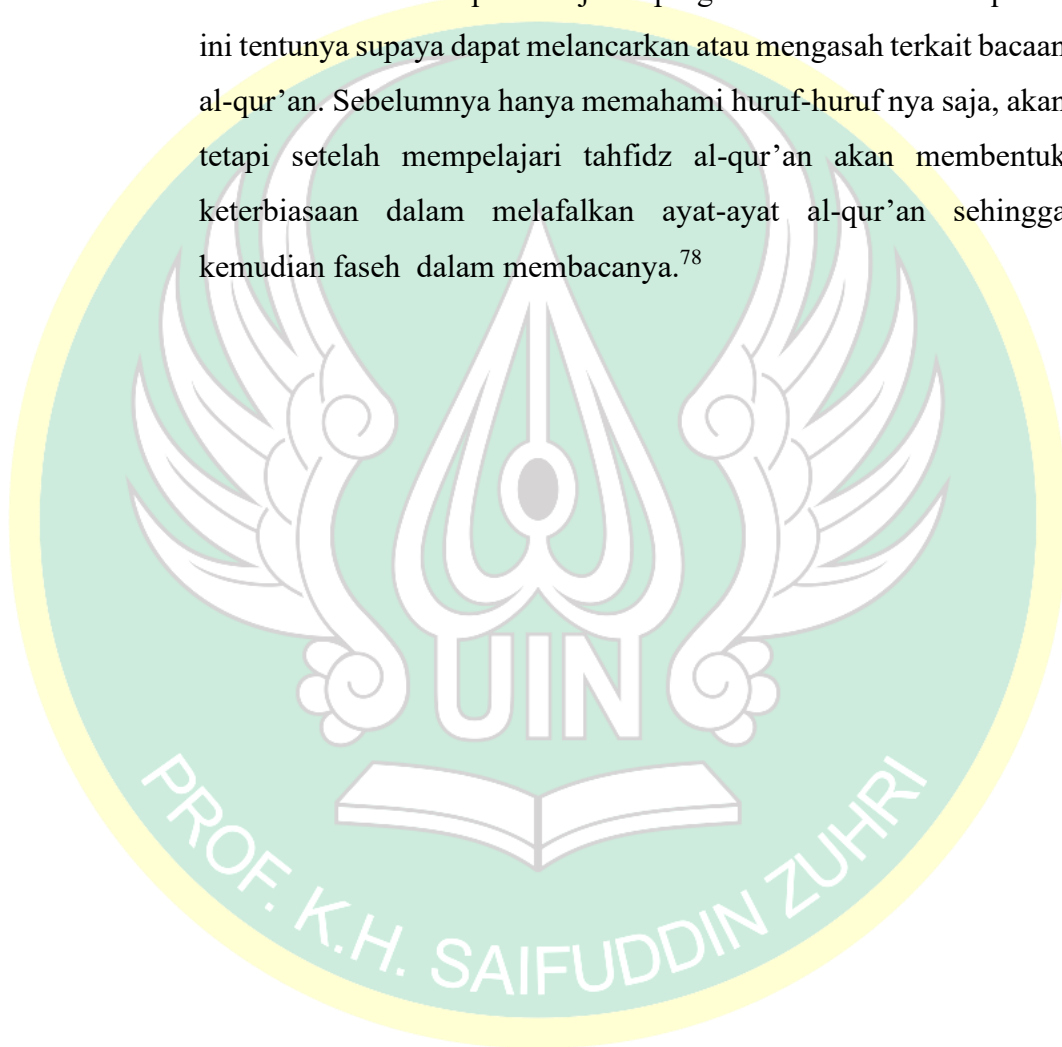 ini tentunya supaya dapat melancarkan atau mengasah terkait bacaan
al-qur’an. Sebelumnya hanya memahami huruf-huruf nya saja, akan
tetapi setelah mempelajari tahfidz al-qur’an akan membentuk
keterbiasaan dalam melafalkan ayat-ayat al-qur’an sehingga
kemudian faseh dalam membacanya.78
UIN
PROF. K.H. SAIFUDDIN ZUHRI